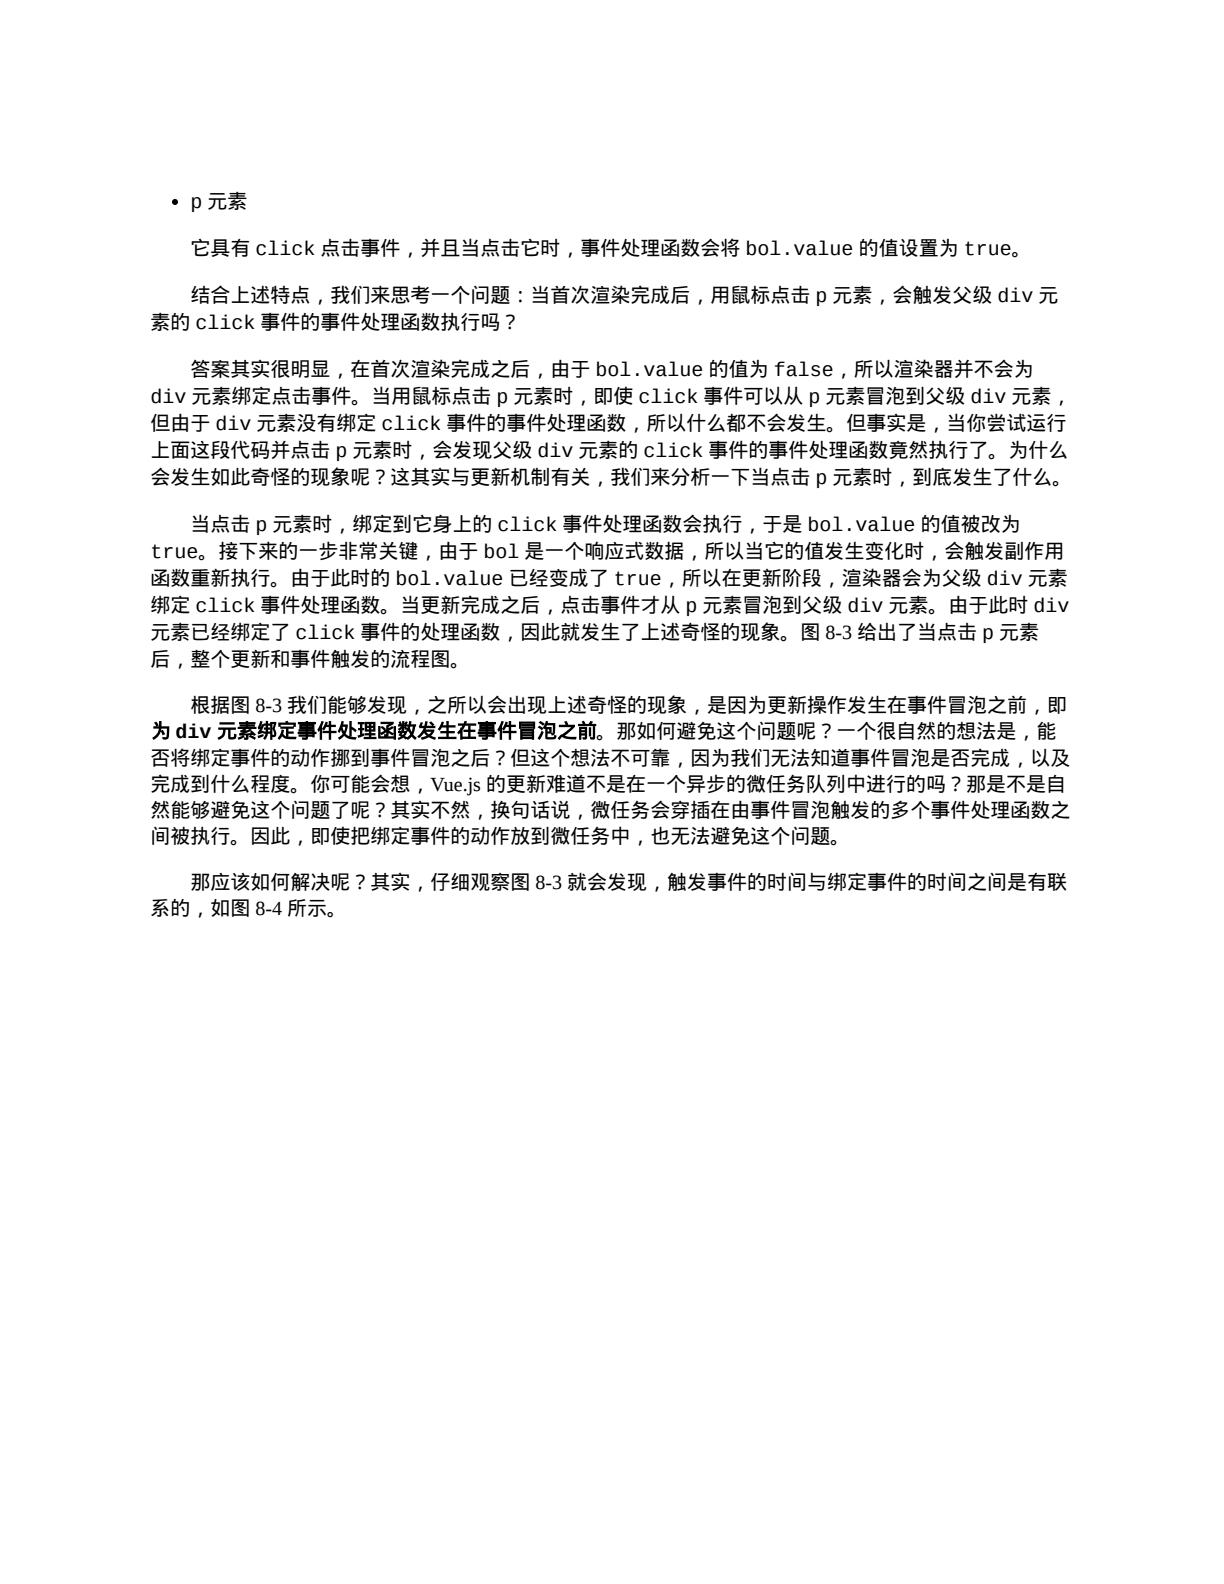 • p 元素
它具有 click 点击事件，并且当点击它时，事件处理函数会将 bol.value 的值设置为 true。
结合上述特点，我们来思考一个问题：当首次渲染完成后，用鼠标点击 p 元素，会触发父级 div 元
素的 click 事件的事件处理函数执行吗？
答案其实很明显，在首次渲染完成之后，由于 bol.value 的值为 false，所以渲染器并不会为
div 元素绑定点击事件。当用鼠标点击 p 元素时，即使 click 事件可以从 p 元素冒泡到父级 div 元素，
但由于 div 元素没有绑定 click 事件的事件处理函数，所以什么都不会发生。但事实是，当你尝试运行
上面这段代码并点击 p 元素时，会发现父级 div 元素的 click 事件的事件处理函数竟然执行了。为什么
会发生如此奇怪的现象呢？这其实与更新机制有关，我们来分析一下当点击 p 元素时，到底发生了什么。
当点击 p 元素时，绑定到它身上的 click 事件处理函数会执行，于是 bol.value 的值被改为
true。接下来的一步非常关键，由于 bol 是一个响应式数据，所以当它的值发生变化时，会触发副作用
函数重新执行。由于此时的 bol.value 已经变成了 true，所以在更新阶段，渲染器会为父级 div 元素
绑定 click 事件处理函数。当更新完成之后，点击事件才从 p 元素冒泡到父级 div 元素。由于此时 div
元素已经绑定了 click 事件的处理函数，因此就发生了上述奇怪的现象。图 8-3 给出了当点击 p 元素
后，整个更新和事件触发的流程图。
根据图 8-3 我们能够发现，之所以会出现上述奇怪的现象，是因为更新操作发生在事件冒泡之前，即
为 div 元素绑定事件处理函数发生在事件冒泡之前。那如何避免这个问题呢？一个很自然的想法是，能
否将绑定事件的动作挪到事件冒泡之后？但这个想法不可靠，因为我们无法知道事件冒泡是否完成，以及
完成到什么程度。你可能会想，Vue.js 的更新难道不是在一个异步的微任务队列中进行的吗？那是不是自
然能够避免这个问题了呢？其实不然，换句话说，微任务会穿插在由事件冒泡触发的多个事件处理函数之
间被执行。因此，即使把绑定事件的动作放到微任务中，也无法避免这个问题。
那应该如何解决呢？其实，仔细观察图 8-3 就会发现，触发事件的时间与绑定事件的时间之间是有联
系的，如图 8-4 所示。